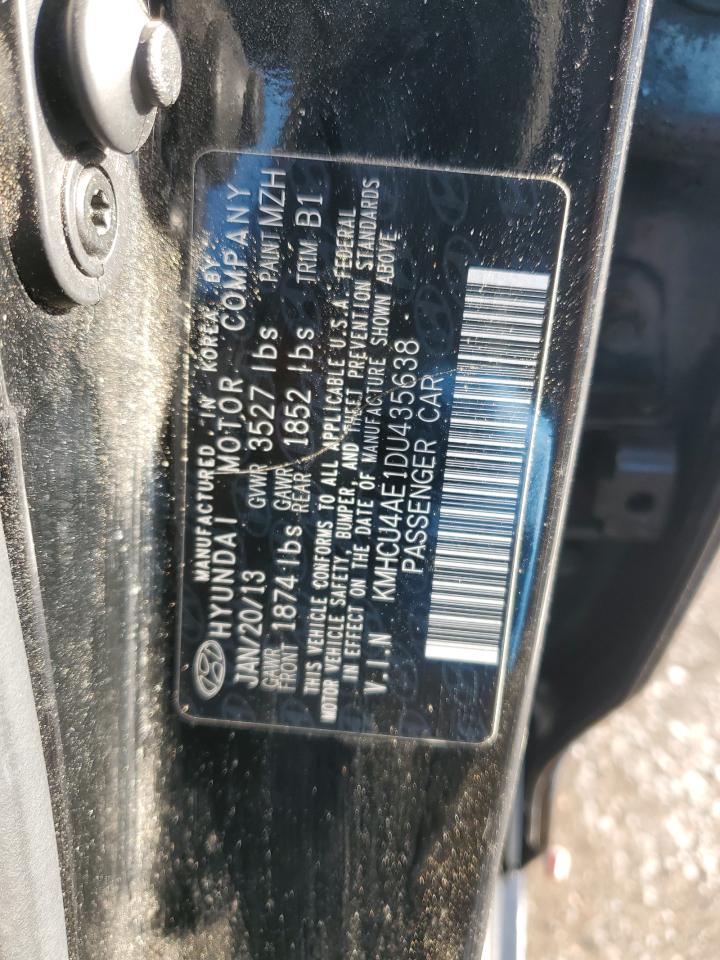 MANUFACTURED IN KOREA BY
HYUNDAI MOTOR COMPANY
JAN/20/13 GVWR 3527 lbs PAINT MZH
GAWR FRONT 1874 lbs GAWR REAR 1852 lbs TRIM B1
THIS VEHICLE CONFORMS TO ALL APPLICABLE U.S.A. FEDERAL
MOTOR VEHICLE SAFETY, BUMPER, AND THEFT PREVENTION STANDARDS
IN EFFECT ON THE DATE OF MANUFACTURE SHOWN ABOVE
V.I.N KMHCU4AE1DU435638
PASSENGER CAR